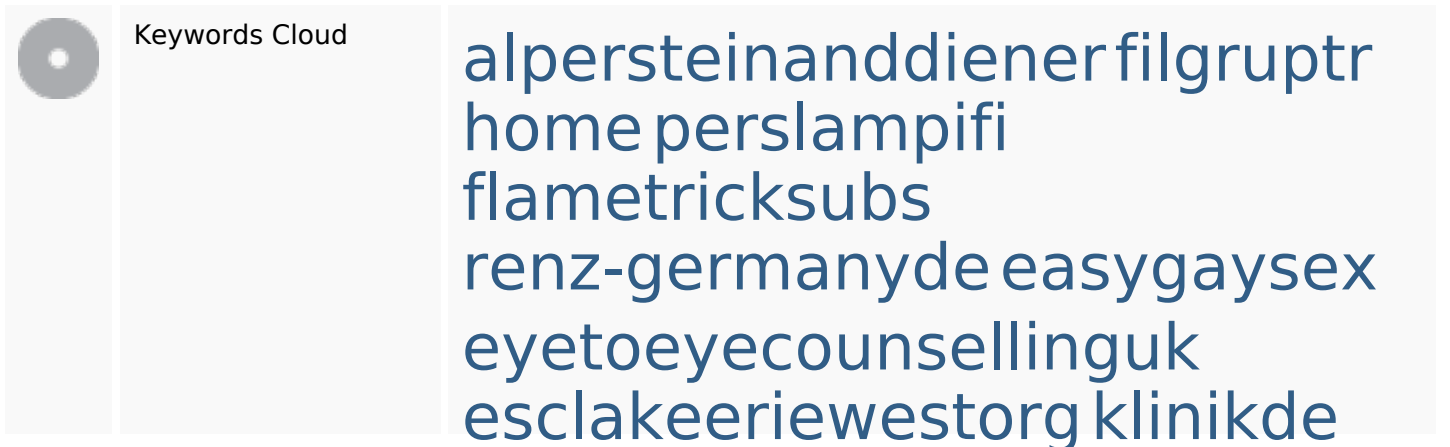 Keywords Cloud
alpersteinanddiener filgruptr
home perslampifi
flametricksubs
renz-germanyde easygaysex
eyetoeyecounsellinguk
esclakeeriewestorg klinikde